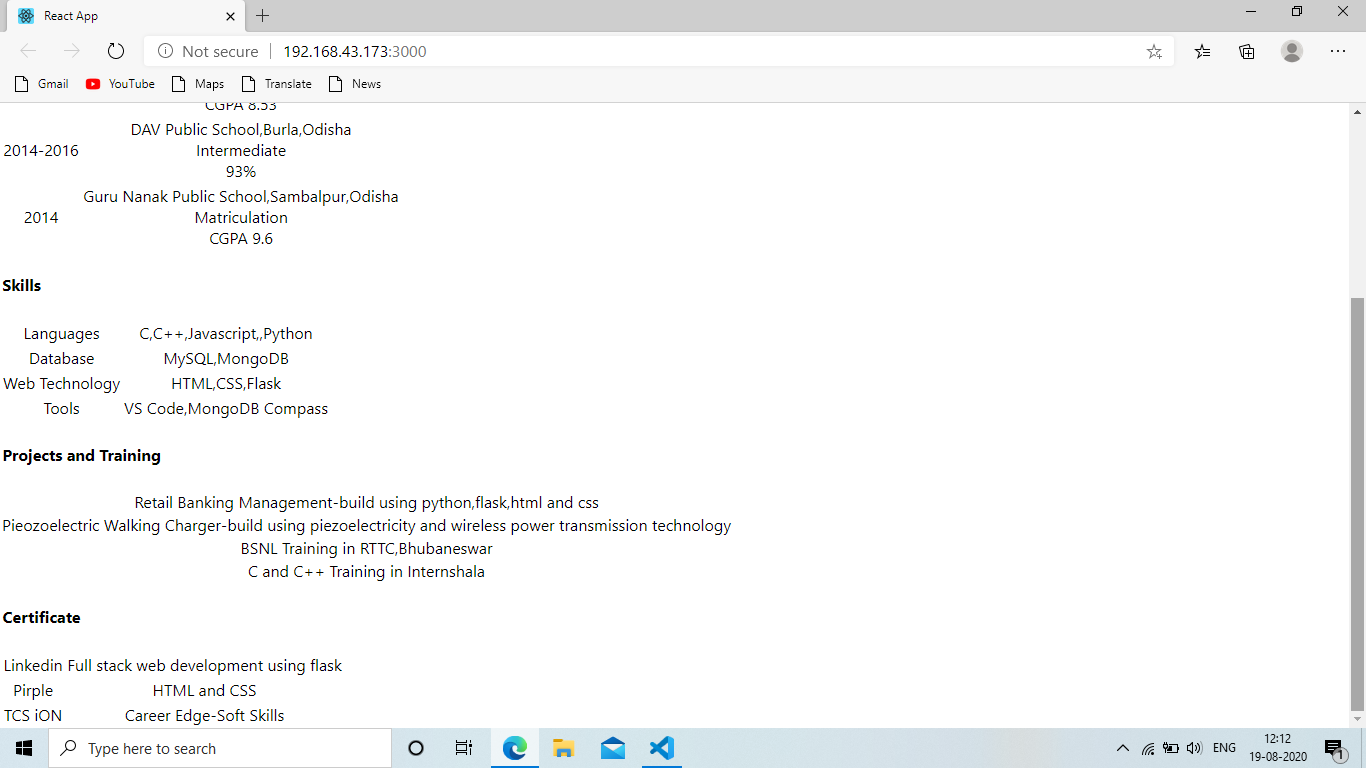 React App
Not secure
192.168.43.173:3000
Gmail YouTube Maps Translate News
CGPA 8.53
DAV Public School,Burla,Odisha
2014-2016 Intermediate
93%
Guru Nanak Public School,Sambalpur,Odisha
2014 Matriculation
CGPA 9.6
Skills
Languages C,C++,Javascript,,Python
Database MySQL,MongoDB
Web Technology HTML,CSS,Flask
Tools VS Code,MongoDB Compass
Projects and Training
Retail Banking Management-build using python,flask,html and css
Pieozoelectric Walking Charger-build using piezoelectricity and wireless power transmission technology
BSNL Training in RTTC,Bhubaneswar
C and C++ Training in Internshala
Certificate
Linkedin Full stack web development using flask
Pirple HTML and CSS
TCS iON Career Edge-Soft Skills
Type here to search
ENG
12:12
19-08-2020
1